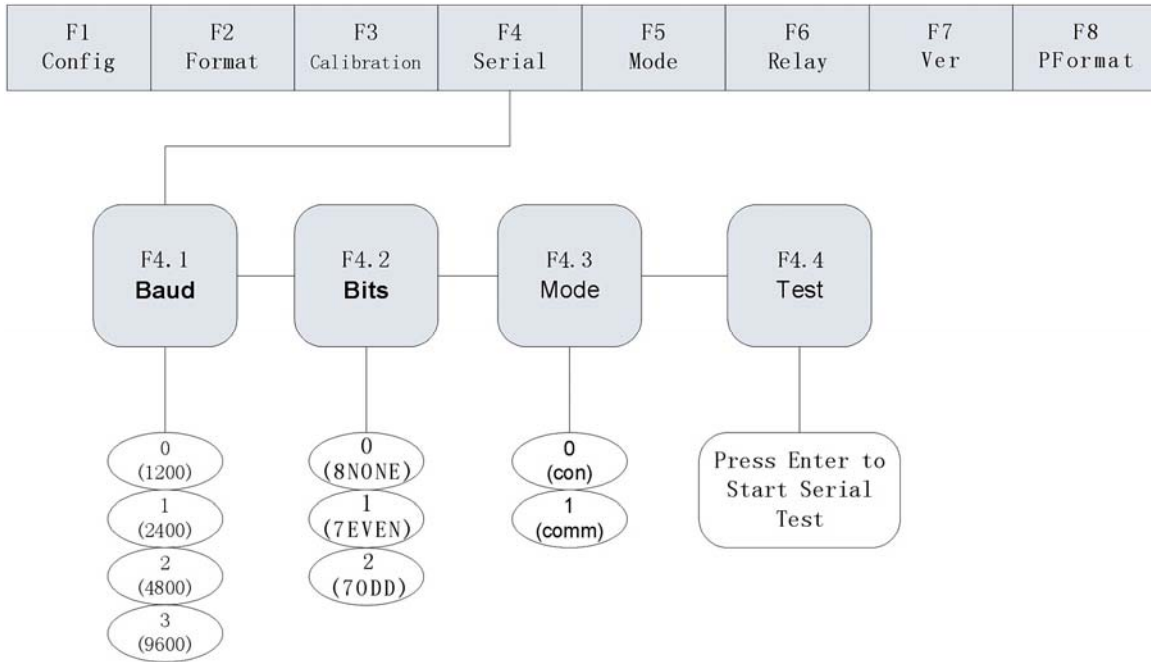 F1
Config
F2
Format
F3
Calibration
F4
Serial
F5
Mode
F6
Relay
F7
Ver
F8
PFormat
F4.1
Baud
F4.2
Bits
F4.3
Mode
F4.4
Test
0
(1200)
1
(2400)
2
(4800)
3
(9600)
0
(8NONE)
1
(7EVEN)
2
(7ODD)
0
(con)
1
(comm)
Press Enter to
Start Serial
Test